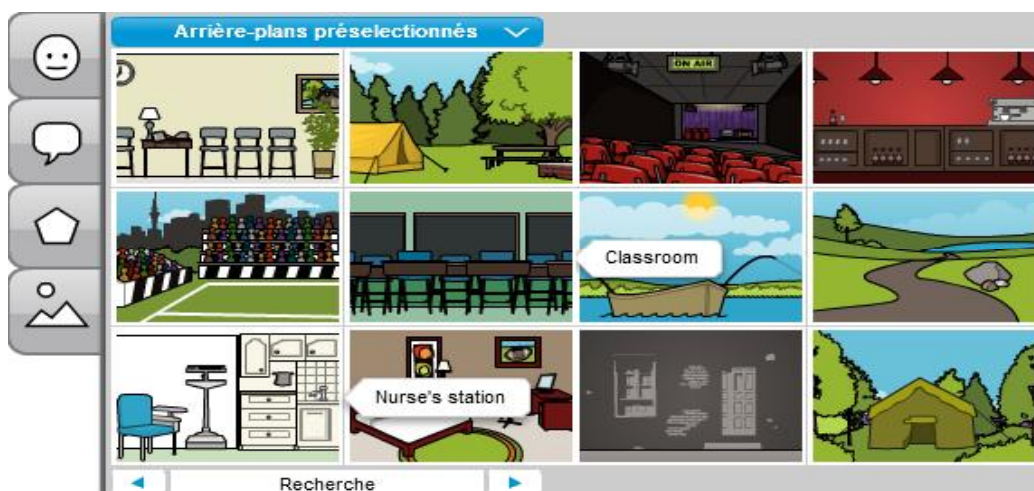 Arrière-plans préselectionnés
ON AIR
Classroom
Nurse's station
Recherche